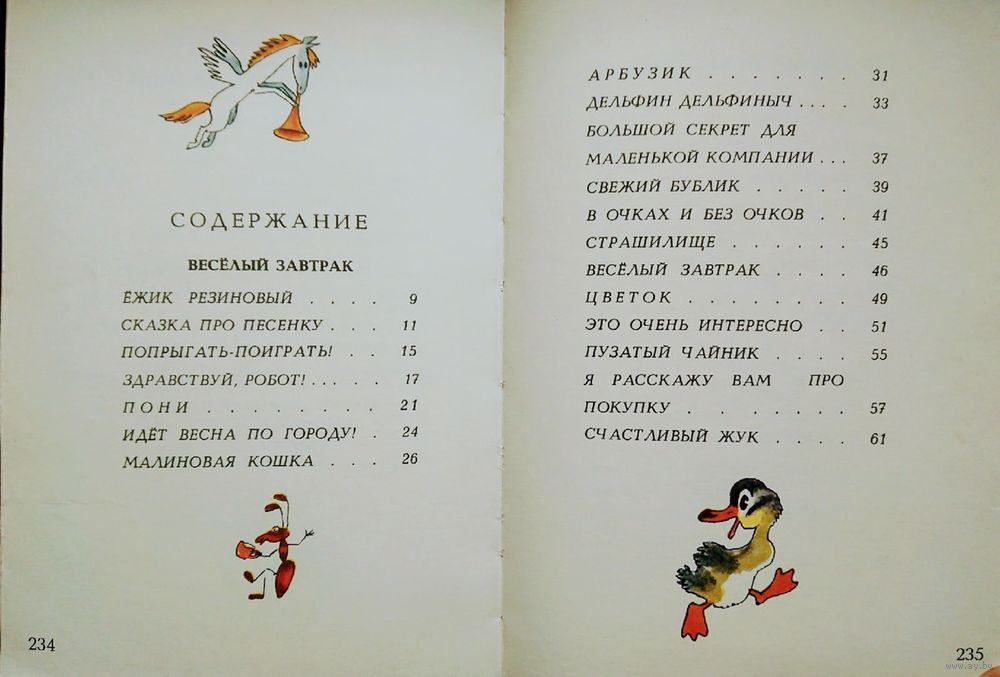 СОДЕРЖАНИЕ
ВЕСЁЛЫЙ ЗАВТРАК
ЁЖИК РЕЗИНОВЫЙ . . . . 9
СКАЗКА ПРО ПЕСЕНКУ . . . 11
ПОПРЫГАТЬ-ПОИГРАТЬ! . . 15
ЗДРАВСТВУЙ, РОБОТ! . . . . . 17
ПОНИ . . . . . . . . 21
ИДЁТ ВЕСНА ПО ГОРОДУ! . 24
МАЛИНОВАЯ КОШКА . . . 26
234
АРБУЗИК . . . . . . . 31
ДЕЛЬФИН ДЕЛЬФИНЫЧ . . . . 33
БОЛЬШОЙ СЕКРЕТ ДЛЯ
МАЛЕНЬКОЙ КОМПАНИИ . . . 37
СВЕЖИЙ БУБЛИК . . . . . 39
В ОЧКАХ И БЕЗ ОЧКОВ . . 41
СТРАШИЛИЩЕ . . . . . . 45
ВЕСЁЛЫЙ ЗАВТРАК . . . . 46
ЦВЕТОК . . . . . . . . 49
ЭТО ОЧЕНЬ ИНТЕРЕСНО . . 51
ПУЗАТЫЙ ЧАЙНИК . . . . 55
Я РАССКАЖУ ВАМ ПРО
ПОКУПКУ . . . . . . . 57
СЧАСТЛИВЫЙ ЖУК . . . . 61
235
www.ay.by